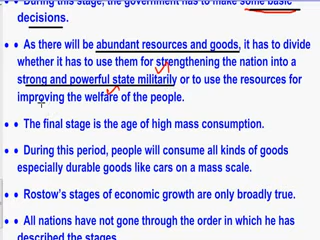 • • During this stage, the government has to make some basic
decisions.
• • As there will be abundant resources and goods, it has to divide
whether it has to use them for strengthening the nation into a
strong and powerful state militarily or to use the resources for
improving the welfare of the people.
• • The final stage is the age of high mass consumption.
• • During this period, people will consume all kinds of goods
especially durable goods like cars on a mass scale.
• • Rostow’s stages of economic growth are only broadly true.
• • All nations have not gone through the order in which he has
described the stages.